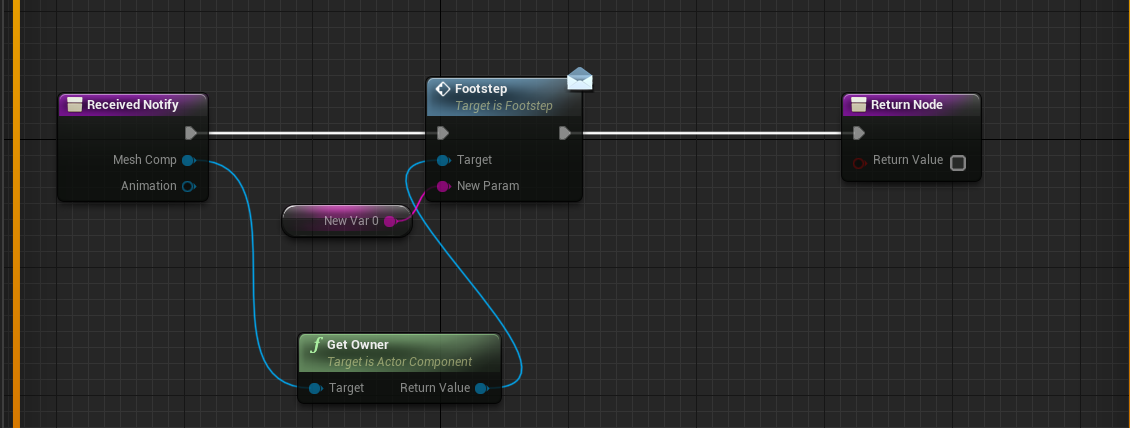 Received Notify
Mesh Comp
Animation
Footstep
Target is Footstep
Target
New Param
New Var 0
Return Node
Return Value
f Get Owner
Target is Actor Component
Target Return Value